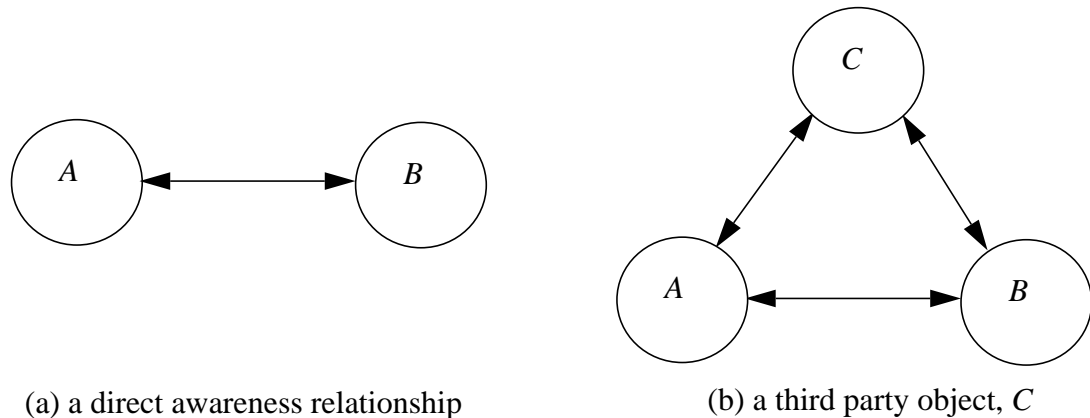 A
B
(a) a direct awareness relationship
C
A
B
(b) a third party object, C